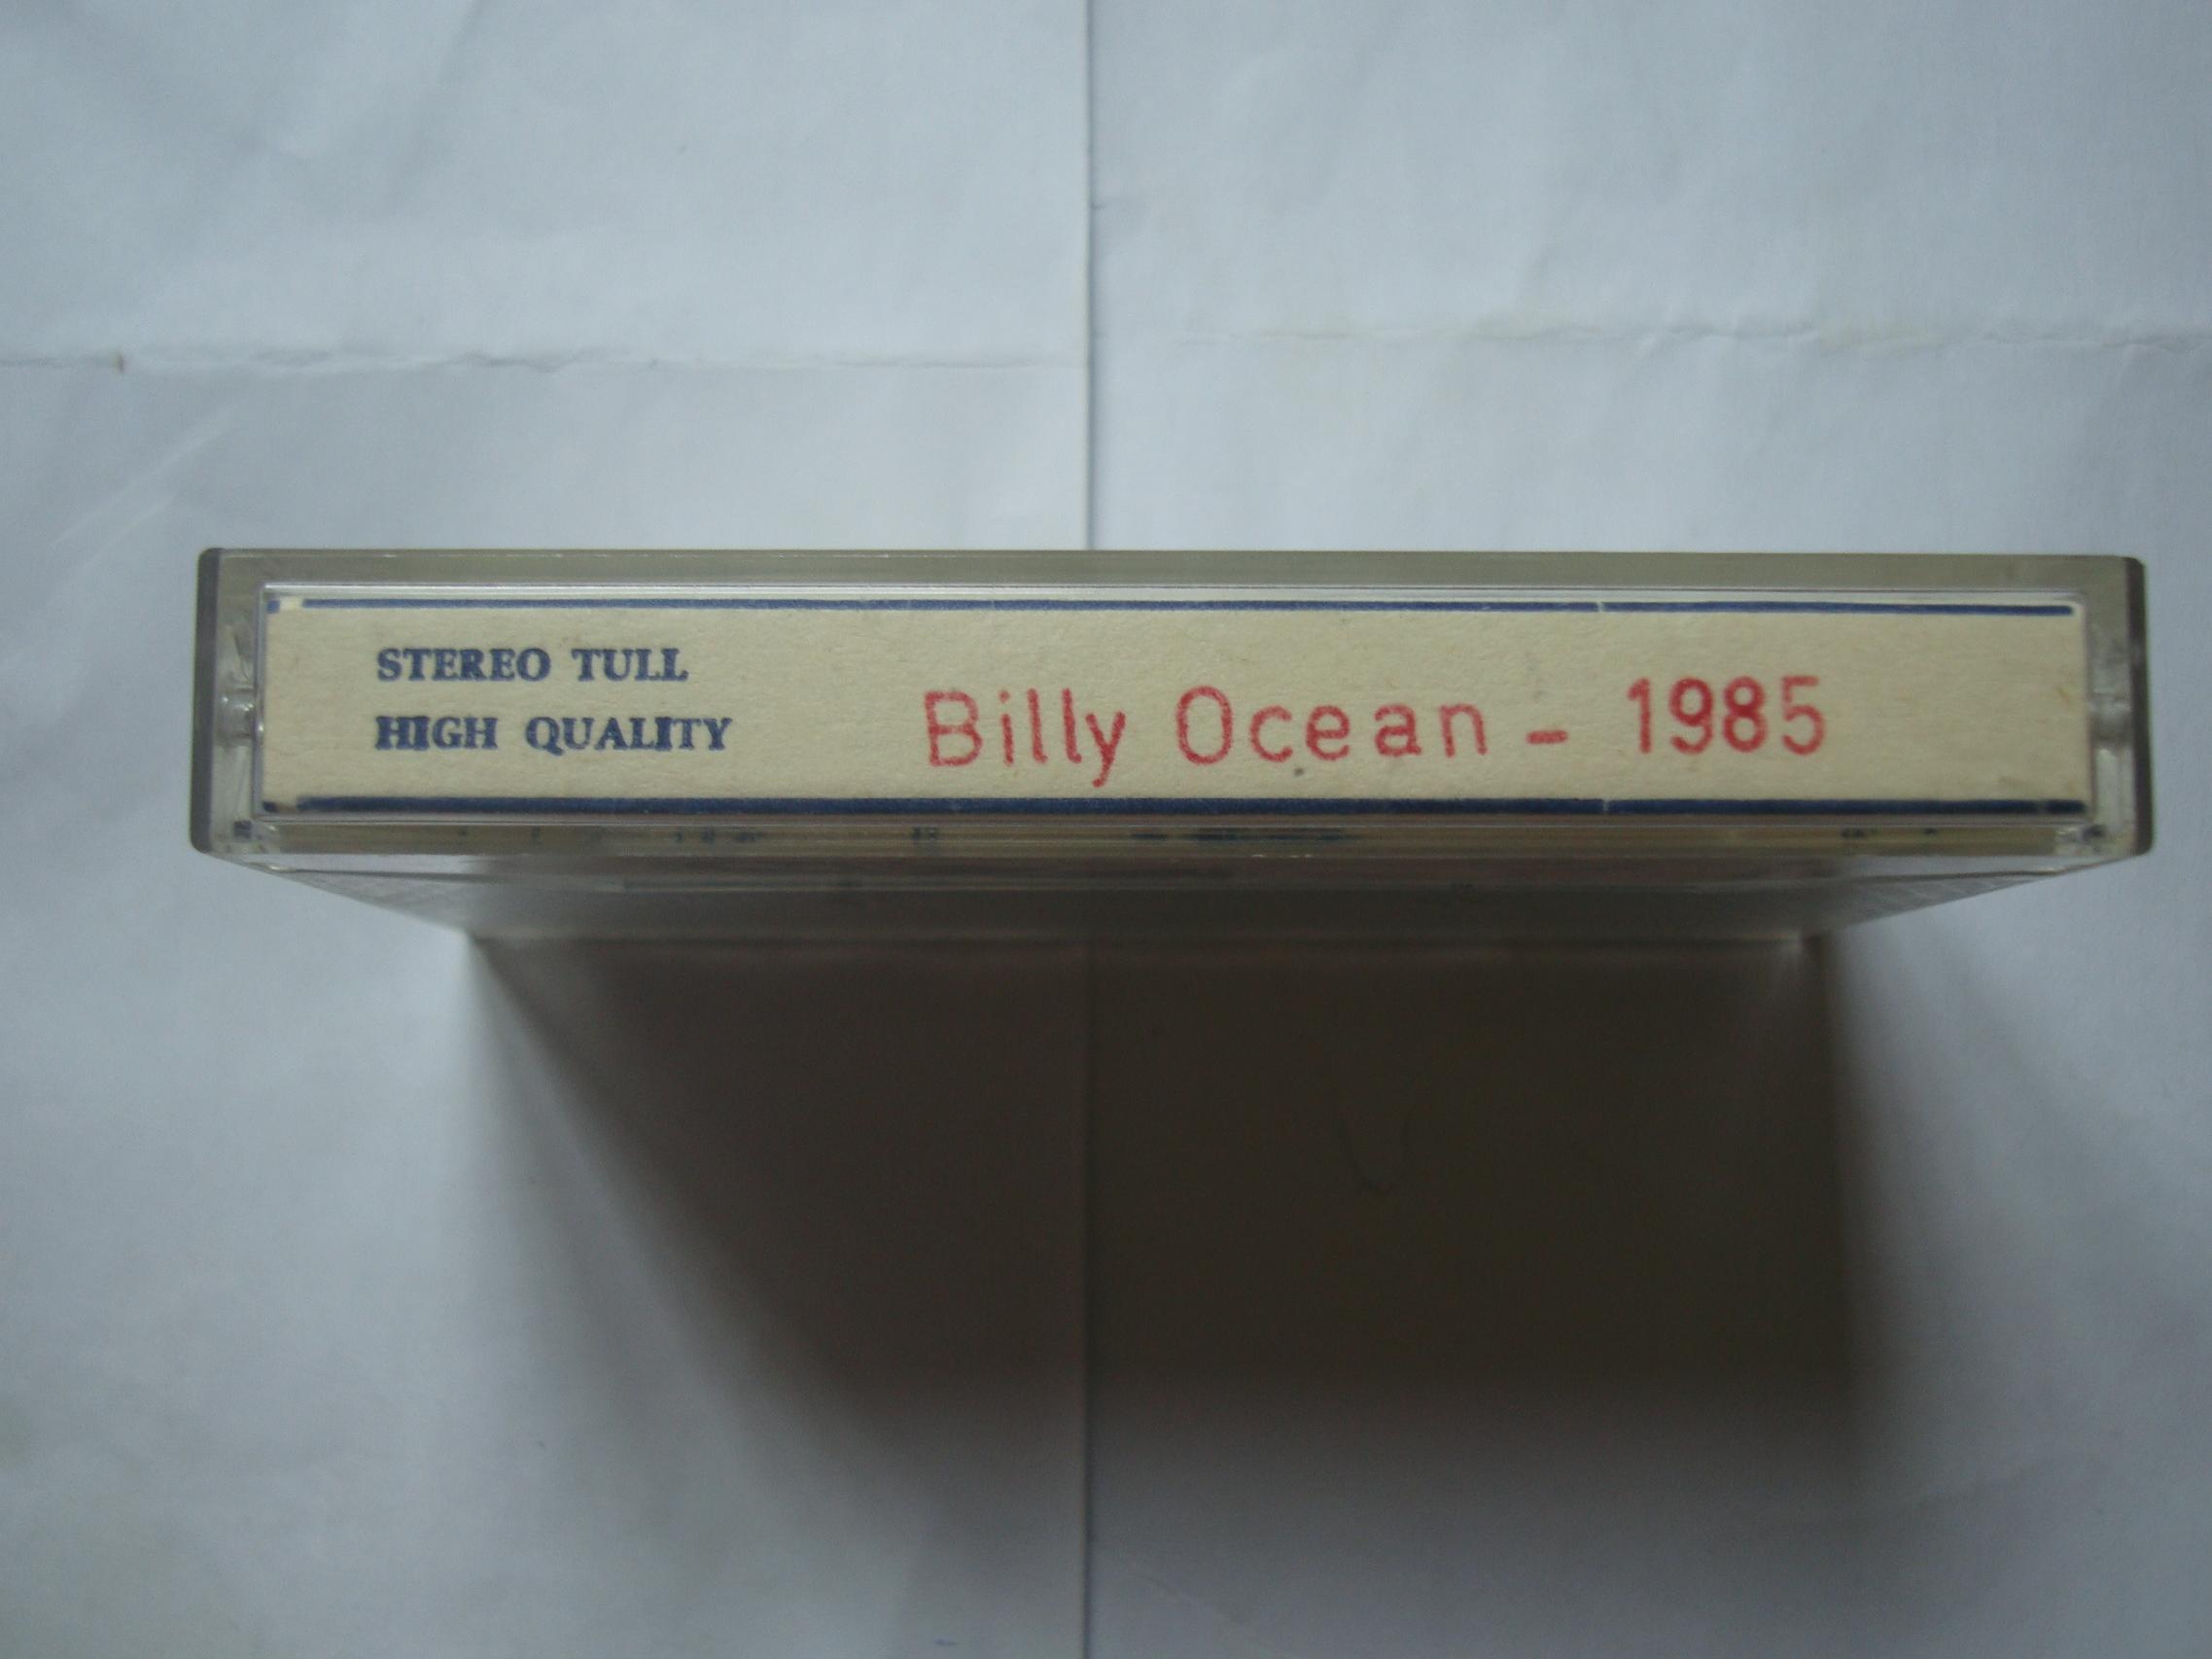 STEREO TULL
HIGH QUALITY
Billy Ocean - 1985